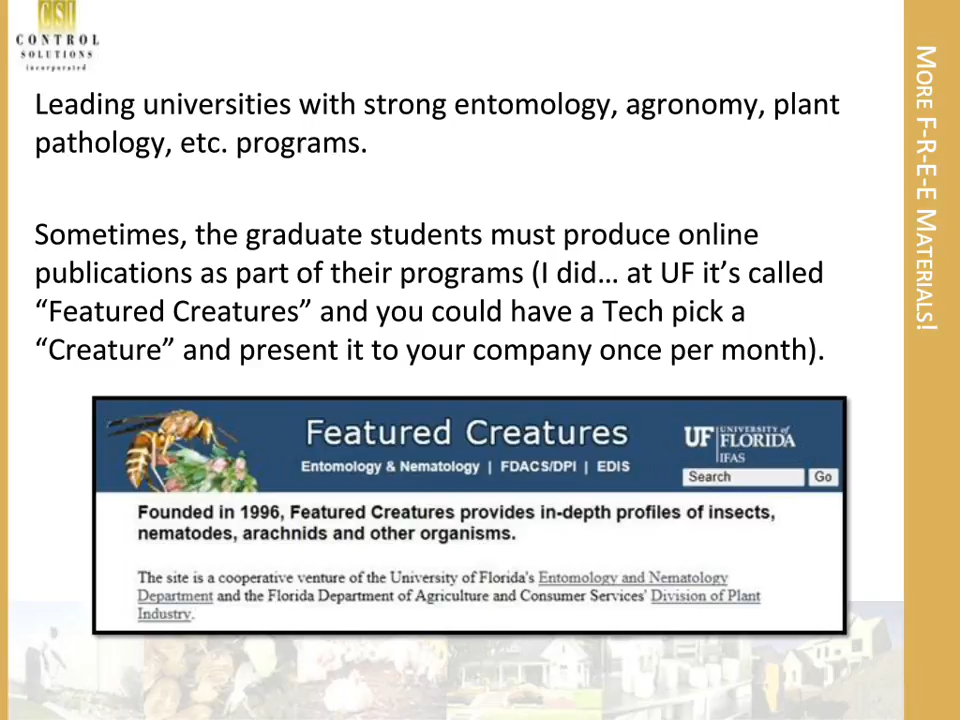 CSI
CONTROL
SOLUTIONS
incorporated
MORE F-R-E-E MATERIALS!
Leading universities with strong entomology, agronomy, plant
pathology, etc. programs.
Sometimes, the graduate students must produce online
publications as part of their programs (I did… at UF it’s called
“Featured Creatures” and you could have a Tech pick a
“Creature” and present it to your company once per month).
Featured Creatures
Entomology & Nematology | FDACS/DPI | EDIS
UF UNIVERSITY of
FLORIDA
IFAS
Search Go
Founded in 1996, Featured Creatures provides in-depth profiles of insects,
nematodes, arachnids and other organisms.
The site is a cooperative venture of the University of Florida's Entomology and Nematology
Department and the Florida Department of Agriculture and Consumer Services' Division of Plant
Industry.